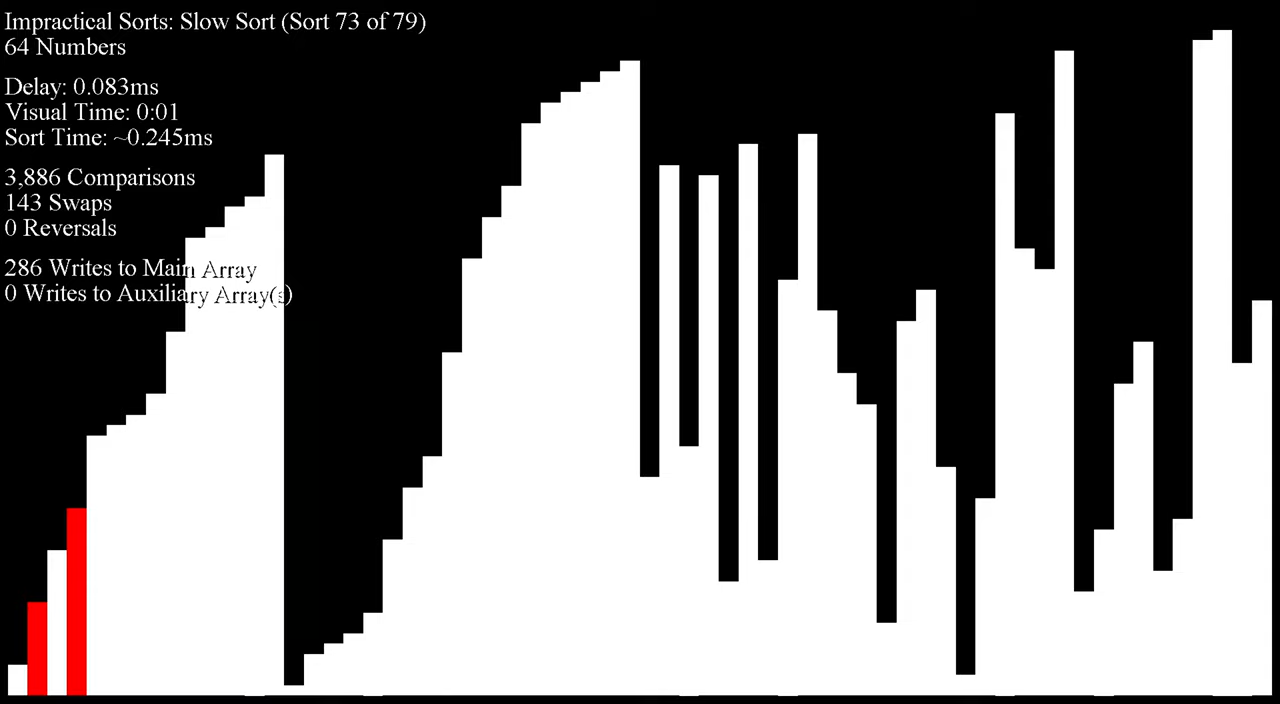 Impractical Sorts: Slow Sort (Sort 73 of 79)
64 Numbers
Delay: 0.083ms
Visual Time: 0:01
Sort Time: ~0.245ms
3,886 Comparisons
143 Swaps
0 Reversals
286 Writes to Main Array
0 Writes to Auxiliary Array(s)